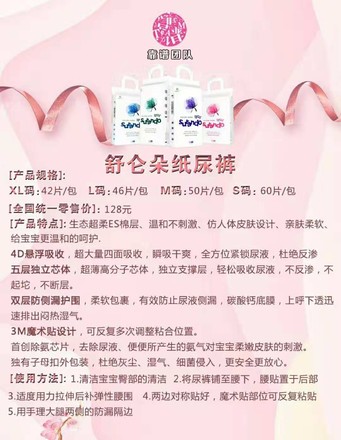 靠谱团队
Suando
舒仑朵纸尿裤
[产品规格]:
XL码:42片/包 L码:46片/包 M码:50片/包 S码:60片/包
[全国统一零售价]:128元
[产品特点]:生态超柔ES棉层、温和不刺激、仿人体皮肤设计、亲肤柔软、
给宝宝更温和的呵护.
4D悬浮吸收,超大量四面吸收,瞬吸干爽,全方位紧锁尿液,杜绝反渗
五层独立芯体,超薄高分子芯体,独立支撑层,轻松吸收尿液,不反渗,不
起坨,不断层。
双层防侧漏护围,柔软包裹,有效防止尿液侧漏,碳酸钙底膜,上呼下透迅
速排出闷热湿气。
3M魔术贴设计,可反复多次调整粘合位置。
首创除氨芯片,去除尿液、便便所产生的氨气对宝宝柔嫩皮肤的刺激。
独有子母扣外包装,杜绝灰尘、湿气、细菌侵入,更安全更放心。
[使用方法]:1.清洁宝宝臀部的清洁 2.将尿裤铺至腰下,腰贴置于后部
3.适度用力拉伸后补弹性腰围 4.两边对称贴好,魔术贴部位可反复粘贴
5.用手理大腿两侧的防漏隔边